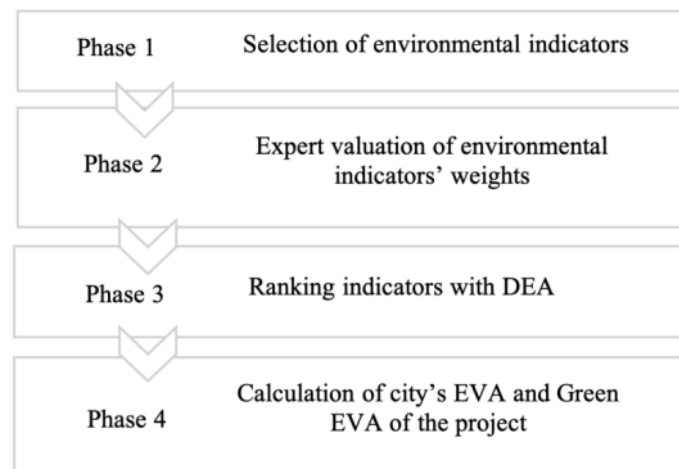 Phase 1
Selection of environmental indicators
Phase 2
Expert valuation of environmental
indicators’ weights
Phase 3
Ranking indicators with DEA
Phase 4
Calculation of city’s EVA and Green
EVA of the project